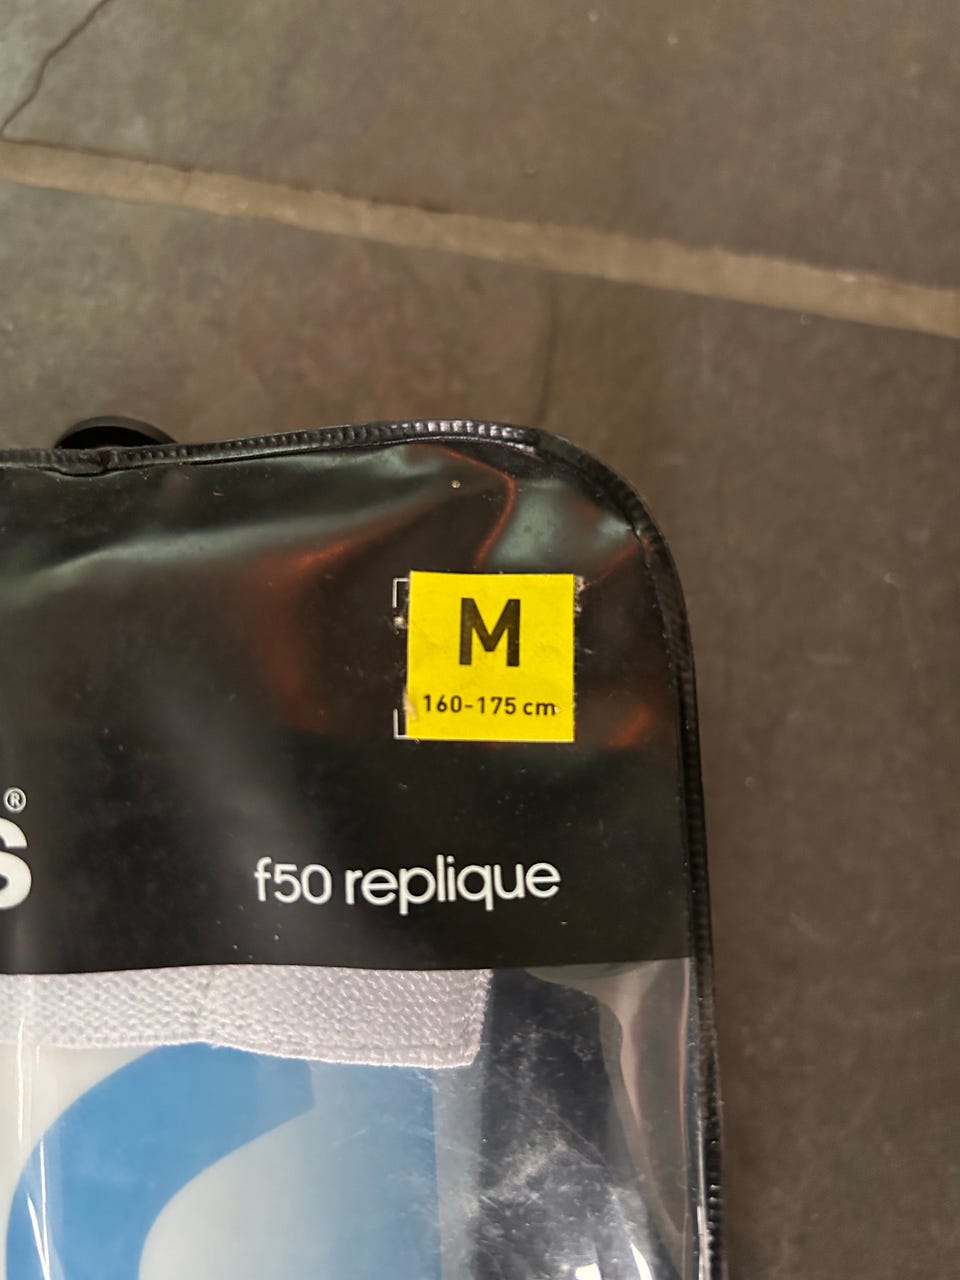 M
160-175 cm
s®
f50 replique